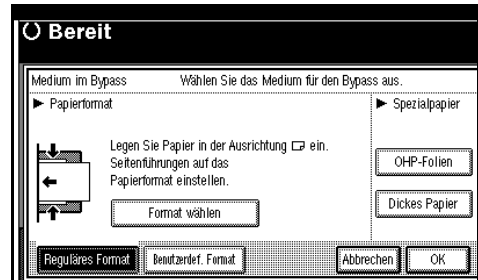 Bereit
Medium im Bypass Wählen Sie das Medium für den Bypass aus.
► Papierformat
► Spezialpapier
Legen Sie Papier in der Ausrichtung ein.
Seitenführungen auf das
Papierformat einstellen.
Format wählen
OHP-Folien
Dickes Papier
Reguläres Format
Benutzerdef. Format
Abbrechen
OK